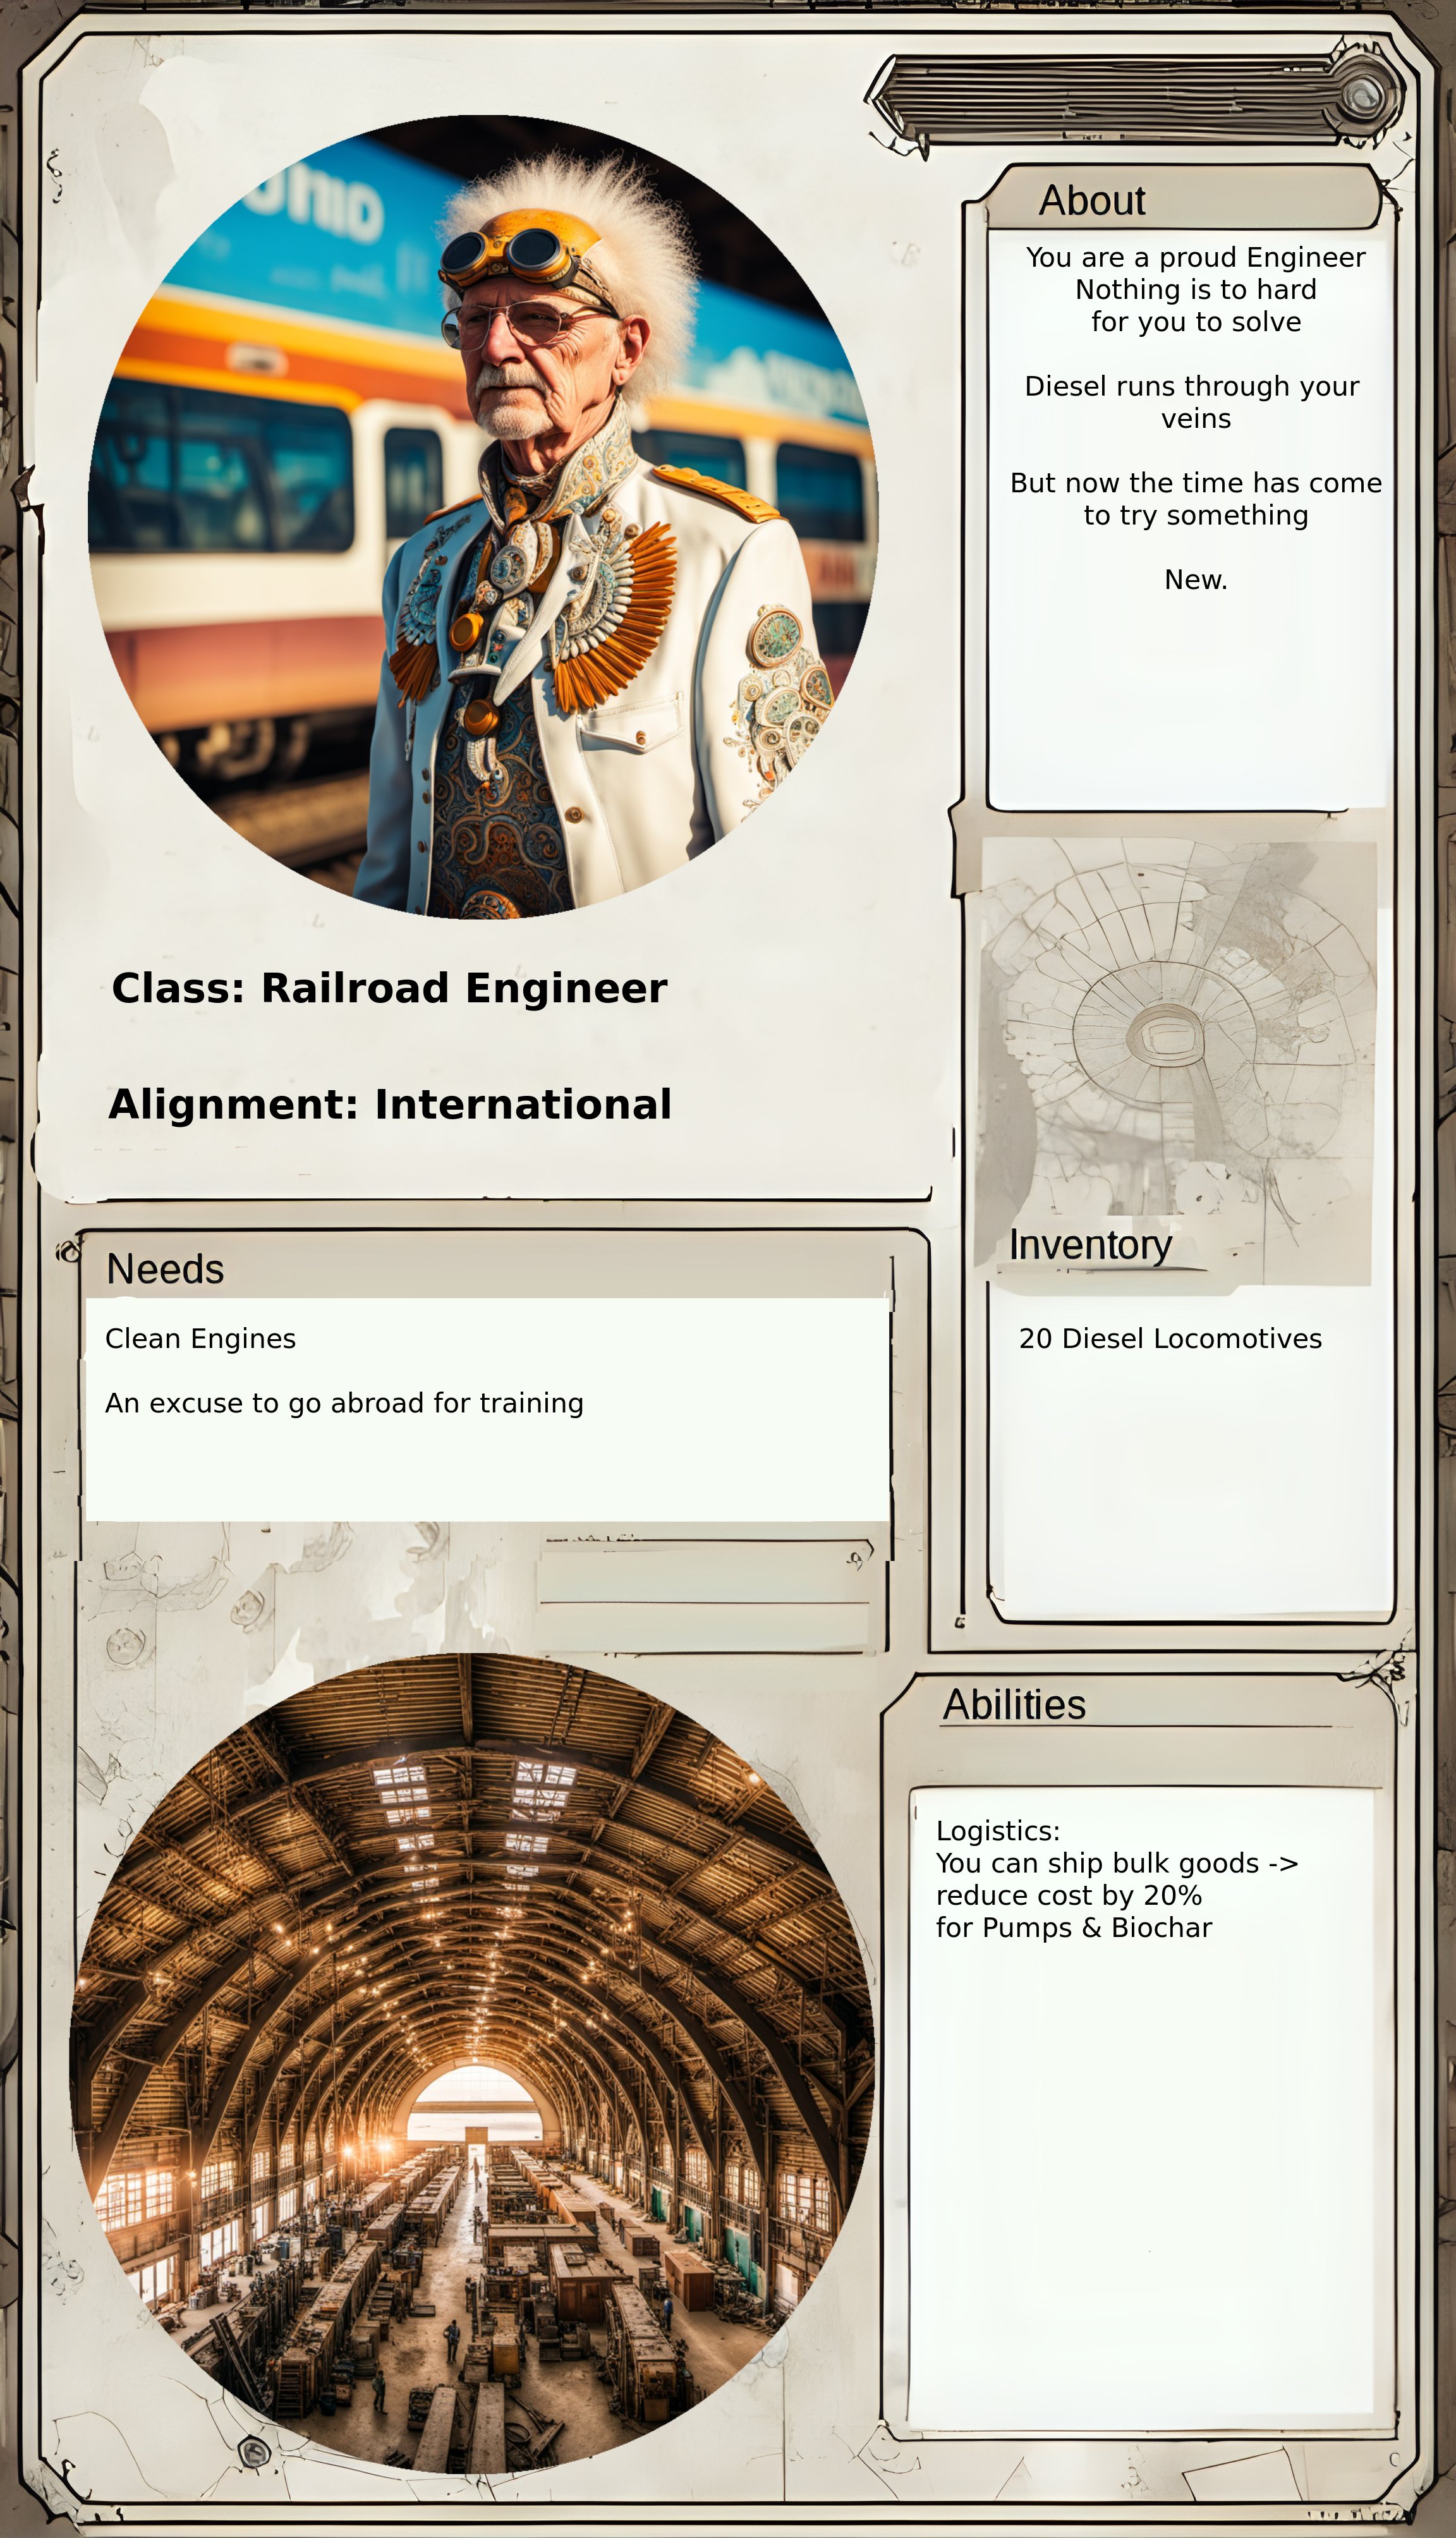 About
You are a proud Engineer
Nothing is to hard
for you to solve
Diesel runs through your
veins
But now the time has come
to try something
New.
Class: Railroad Engineer
Alignment: International
Inventory
20 Diesel Locomotives
Needs
Clean Engines
An excuse to go abroad for training
Abilities
Logistics:
You can ship bulk goods ->
reduce cost by 20%
for Pumps & Biochar